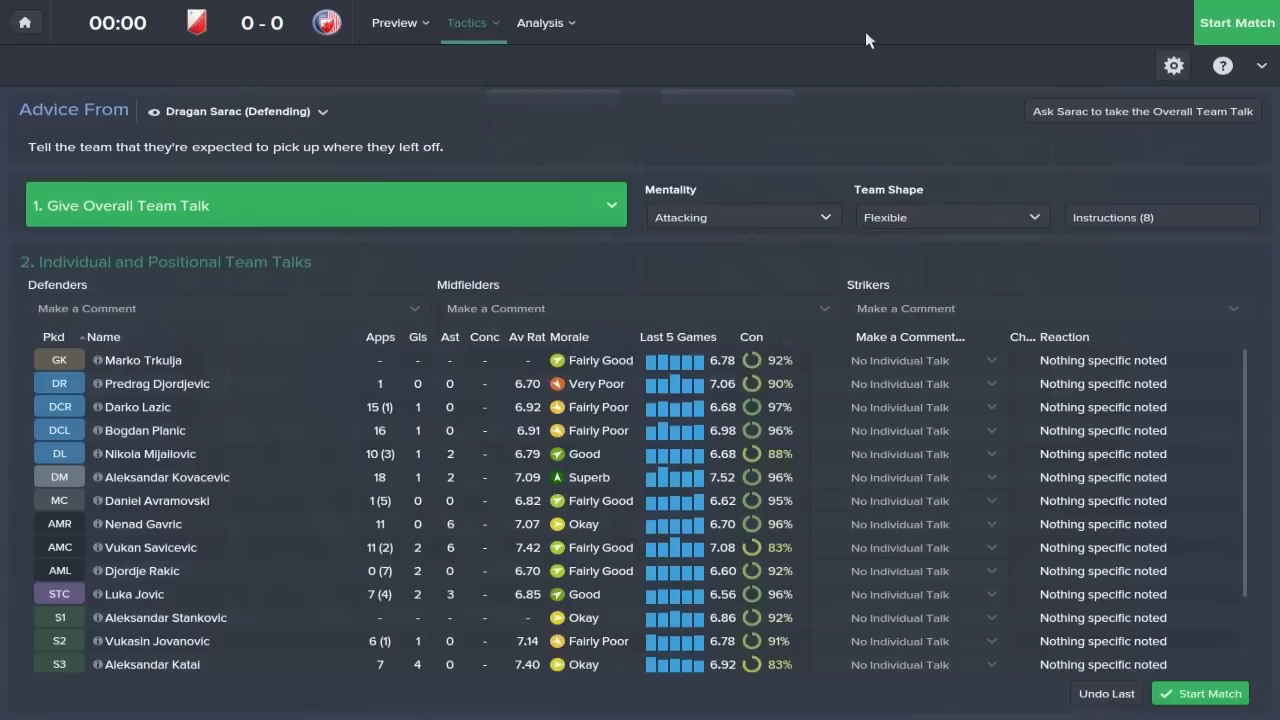 00:00 0 - 0 Preview Tactics Analysis Start Match
Advice From Dragan Sarac (Defending) Ask Sarac to take the Overall Team Talk
Tell the team that they're expected to pick up where they left off.
Mentality Team Shape
1. Give Overall Team Talk Attacking Flexible Instructions (8)
2. Individual and Positional Team Talks
Defenders Midfielders Strikers
Make a Comment Make a Comment Make a Comment
Pkd Name Apps Gls Ast Conc Av Rat Morale Last 5 Games Con Make a Comment... Ch... Reaction
GK Marko Trkulja - - - - - Fairly Good 6.78 92% No Individual Talk Nothing specific noted
DR Predrag Djordjevic 1 0 0 - 6.70 Very Poor 7.06 90% No Individual Talk Nothing specific noted
DCR Darko Lazic 15 (1) 1 0 - 6.92 Fairly Poor 6.68 97% No Individual Talk Nothing specific noted
DCL Bogdan Planic 16 1 0 - 6.91 Fairly Poor 6.98 96% No Individual Talk Nothing specific noted
DL Nikola Mijailovic 10 (3) 1 2 - 6.79 Good 6.68 88% No Individual Talk Nothing specific noted
DM Aleksandar Kovacevic 18 1 2 - 7.09 Superb 7.52 96% No Individual Talk Nothing specific noted
MC Daniel Avramovski 1 (5) 0 0 - 6.82 Fairly Good 6.62 95% No Individual Talk Nothing specific noted
AMR Nenad Gavric 11 0 6 - 7.07 Okay 6.70 96% No Individual Talk Nothing specific noted
AMC Vukan Savicevic 11 (2) 2 6 - 7.42 Fairly Good 7.08 83% No Individual Talk Nothing specific noted
AML Djordje Rakic 0 (7) 2 0 - 6.70 Fairly Good 6.60 92% No Individual Talk Nothing specific noted
STC Luka Jovic 7 (4) 2 3 - 6.85 Good 6.56 96% No Individual Talk Nothing specific noted
S1 Aleksandar Stankovic - - - - - Okay 6.86 92% No Individual Talk Nothing specific noted
S2 Vukasin Jovanovic 6 (1) 1 0 - 7.14 Fairly Poor 6.78 91% No Individual Talk Nothing specific noted
S3 Aleksandar Katai 7 4 0 - 7.40 Okay 6.92 83% No Individual Talk Nothing specific noted
Undo Last Start Match